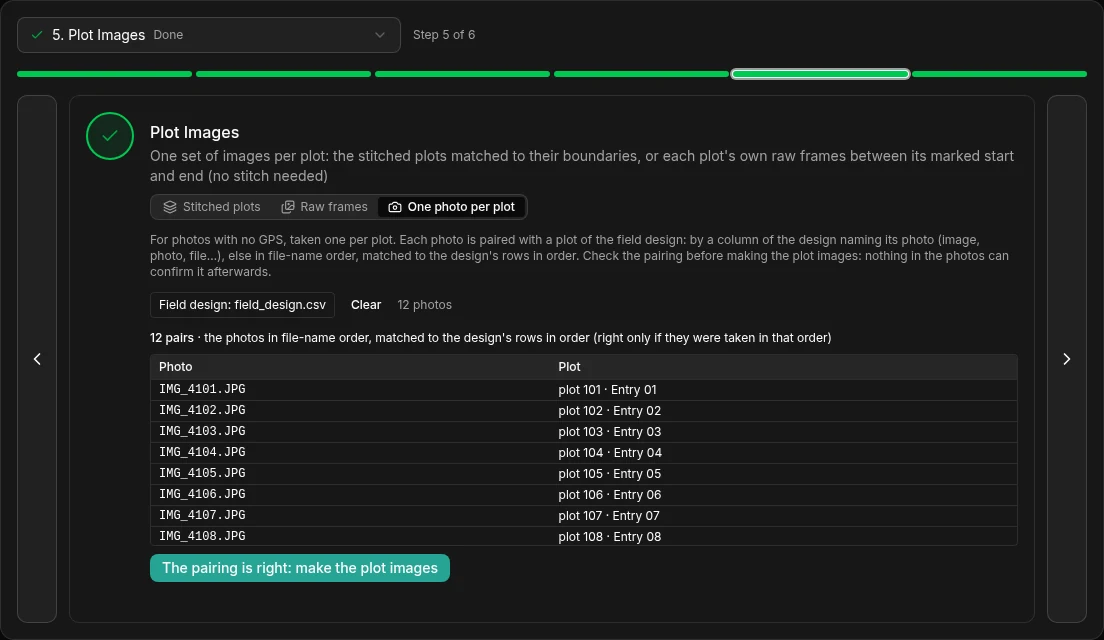 5. Plot Images Done
Step 5 of 6
Plot Images
One set of images per plot: the stitched plots matched to their boundaries, or each plot's own raw frames between its marked start
and end (no stitch needed)
Stitched plots Raw frames One photo per plot
For photos with no GPS, taken one per plot. Each photo is paired with a plot of the field design: by a column of the design naming its photo (image,
photo, file...), else in file-name order, matched to the design's rows in order. Check the pairing before making the plot images: nothing in the photos can
confirm it afterwards.
Field design: field_design.csv Clear 12 photos
12 pairs · the photos in file-name order, matched to the design's rows in order (right only if they were taken in that order)
Photo Plot
IMG_4101.JPG plot 101 · Entry 01
IMG_4102.JPG plot 102 · Entry 02
IMG_4103.JPG plot 103 · Entry 03
IMG_4104.JPG plot 104 · Entry 04
IMG_4105.JPG plot 105 · Entry 05
IMG_4106.JPG plot 106 · Entry 06
IMG_4107.JPG plot 107 · Entry 07
IMG_4108.JPG plot 108 · Entry 08
The pairing is right: make the plot images